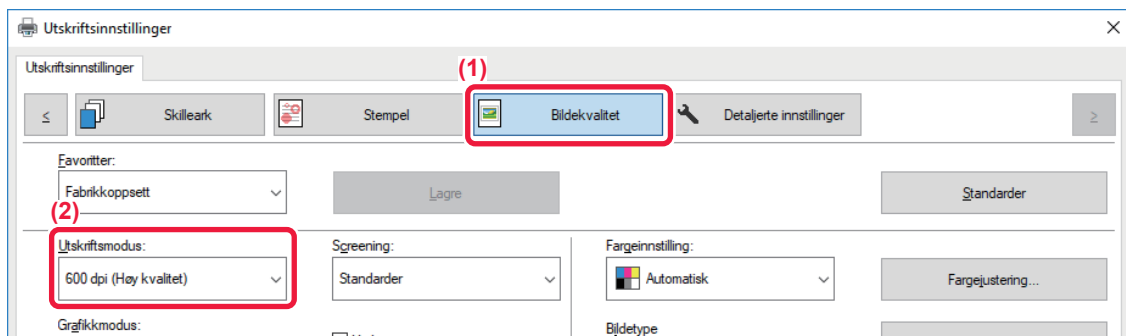 Utskriftsinnstillinger
Utskriftsinnstillinger
(1)
≤ Skilleark Stempel Bildekvalitet Detaljerte innstillinger ≥
Favoritter:
Fabrikkoppsett Lagre Standarder
(2)
Utskriftsmodus: Screening: Fargeinnstilling:
600 dpi (Høy kvalitet) Standarder Automatisk Fargejustering...
Grafikkmodus: Bildetype